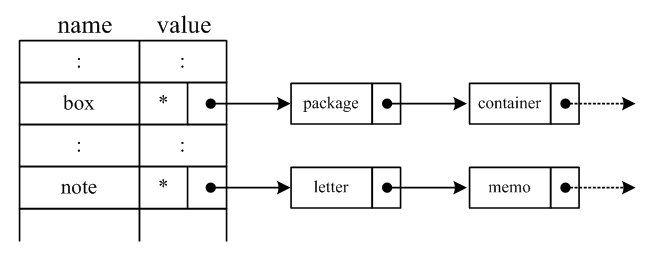 name value
: :
box * package container
: :
note * letter memo